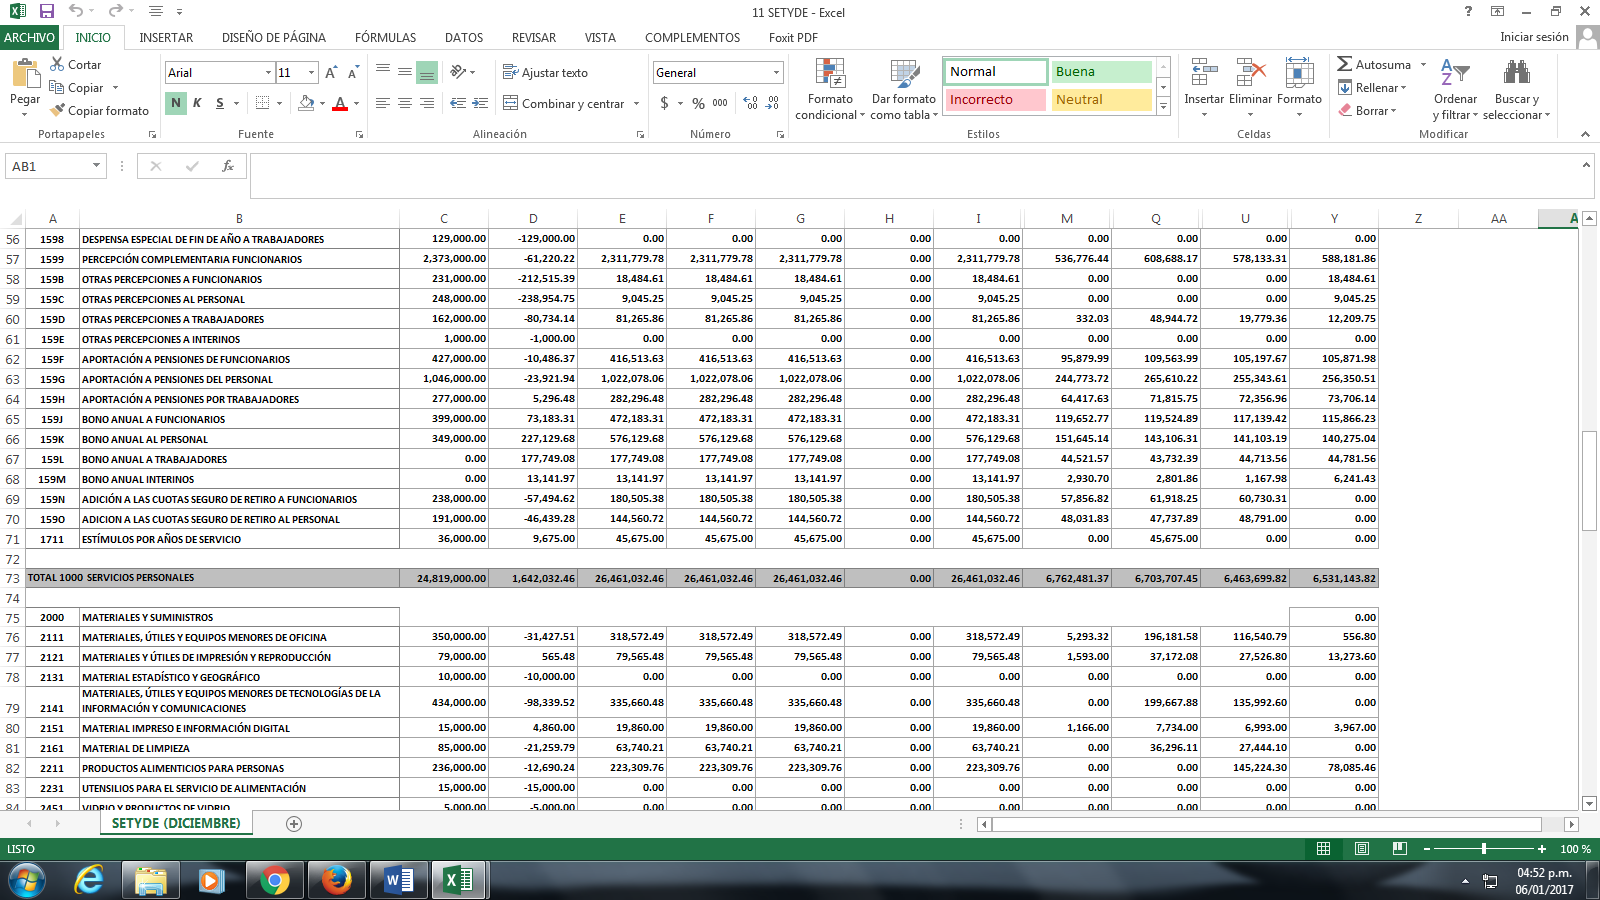 11 SETYDE - Excel
ARCHIVO INICIO INSERTAR DISEÑO DE PÁGINA FÓRMULAS DATOS REVISAR VISTA COMPLEMENTOS Foxit PDF Iniciar sesión
Pegar Cortar Copiar Copiar formato Portapapeles
Arial 11 N K S Fuente
Ajustar texto Combinar y centrar Alineación
General $ % 000 Número
Formato condicional Dar formato como tabla Normal Buena Incorrecto Neutral Estilos
Insertar Eliminar Formato Celdas
Autosuma Rellenar Borrar Ordenar y filtrar Buscar y seleccionar Modificar
AB1 fx
A B C D E F G H I M Q U Y Z AA A
56 1598 DESPENSA ESPECIAL DE FIN DE AÑO A TRABAJADORES 129,000.00 -129,000.00 0.00 0.00 0.00 0.00 0.00 0.00 0.00 0.00 0.00
57 1599 PERCEPCIÓN COMPLEMENTARIA FUNCIONARIOS 2,373,000.00 -61,220.22 2,311,779.78 2,311,779.78 2,311,779.78 0.00 2,311,779.78 536,776.44 608,688.17 578,133.31 588,181.86
58 159B OTRAS PERCEPCIONES A FUNCIONARIOS 231,000.00 -212,515.39 18,484.61 18,484.61 18,484.61 0.00 18,484.61 0.00 0.00 0.00 18,484.61
59 159C OTRAS PERCEPCIONES AL PERSONAL 248,000.00 -238,954.75 9,045.25 9,045.25 9,045.25 0.00 9,045.25 0.00 0.00 0.00 9,045.25
60 159D OTRAS PERCEPCIONES A TRABAJADORES 162,000.00 -80,734.14 81,265.86 81,265.86 81,265.86 0.00 81,265.86 332.03 48,944.72 19,779.36 12,209.75
61 159E OTRAS PERCEPCIONES A INTERINOS 1,000.00 -1,000.00 0.00 0.00 0.00 0.00 0.00 0.00 0.00 0.00 0.00
62 159F APORTACIÓN A PENSIONES DE FUNCIONARIOS 427,000.00 -10,486.37 416,513.63 416,513.63 416,513.63 0.00 416,513.63 95,879.99 109,563.99 105,197.67 105,871.98
63 159G APORTACIÓN A PENSIONES DEL PERSONAL 1,046,000.00 -23,921.94 1,022,078.06 1,022,078.06 1,022,078.06 0.00 1,022,078.06 244,773.72 265,610.22 255,343.61 256,350.51
64 159H APORTACIÓN A PENSIONES POR TRABAJADORES 277,000.00 5,296.48 282,296.48 282,296.48 282,296.48 0.00 282,296.48 64,417.63 71,815.75 72,356.96 73,706.14
65 159J BONO ANUAL A FUNCIONARIOS 399,000.00 73,183.31 472,183.31 472,183.31 472,183.31 0.00 472,183.31 119,652.77 119,524.89 117,139.42 115,866.23
66 159K BONO ANUAL AL PERSONAL 349,000.00 227,129.68 576,129.68 576,129.68 576,129.68 0.00 576,129.68 151,645.14 143,106.31 141,103.19 140,275.04
67 159L BONO ANUAL A TRABAJADORES 0.00 177,749.08 177,749.08 177,749.08 177,749.08 0.00 177,749.08 44,521.57 43,732.39 44,713.56 44,781.56
68 159M BONO ANUAL INTERINOS 0.00 13,141.97 13,141.97 13,141.97 13,141.97 0.00 13,141.97 2,930.70 2,801.86 1,167.98 6,241.43
69 159N ADICIÓN A LAS CUOTAS SEGURO DE RETIRO A FUNCIONARIOS 238,000.00 -57,494.62 180,505.38 180,505.38 180,505.38 0.00 180,505.38 57,856.82 61,918.25 60,730.31 0.00
70 159O ADICION A LAS CUOTAS SEGURO DE RETIRO AL PERSONAL 191,000.00 -46,439.28 144,560.72 144,560.72 144,560.72 0.00 144,560.72 48,031.83 47,737.89 48,791.00 0.00
71 1711 ESTÍMULOS POR AÑOS DE SERVICIO 36,000.00 9,675.00 45,675.00 45,675.00 45,675.00 0.00 45,675.00 0.00 45,675.00 0.00 0.00
72
73 TOTAL 1000 SERVICIOS PERSONALES 24,819,000.00 1,642,032.46 26,461,032.46 26,461,032.46 26,461,032.46 0.00 26,461,032.46 6,762,481.37 6,703,707.45 6,463,699.82 6,531,143.82
74
75 2000 MATERIALES Y SUMINISTROS 0.00
76 2111 MATERIALES, ÚTILES Y EQUIPOS MENORES DE OFICINA 350,000.00 -31,427.51 318,572.49 318,572.49 318,572.49 0.00 318,572.49 5,293.32 196,181.58 116,540.79 556.80
77 2121 MATERIALES Y ÚTILES DE IMPRESIÓN Y REPRODUCCIÓN 79,000.00 565.48 79,565.48 79,565.48 79,565.48 0.00 79,565.48 1,593.00 37,172.08 27,526.80 13,273.60
78 2131 MATERIAL ESTADÍSTICO Y GEOGRÁFICO 10,000.00 -10,000.00 0.00 0.00 0.00 0.00 0.00 0.00 0.00 0.00 0.00
MATERIALES, ÚTILES Y EQUIPOS MENORES DE TECNOLOGÍAS DE LA
79 2141 INFORMACIÓN Y COMUNICACIONES 434,000.00 -98,339.52 335,660.48 335,660.48 335,660.48 0.00 335,660.48 0.00 199,667.88 135,992.60 0.00
80 2151 MATERIAL IMPRESO E INFORMACIÓN DIGITAL 15,000.00 4,860.00 19,860.00 19,860.00 19,860.00 0.00 19,860.00 1,166.00 7,734.00 6,993.00 3,967.00
81 2161 MATERIAL DE LIMPIEZA 85,000.00 -21,259.79 63,740.21 63,740.21 63,740.21 0.00 63,740.21 0.00 36,296.11 27,444.10 0.00
82 2211 PRODUCTOS ALIMENTICIOS PARA PERSONAS 236,000.00 -12,690.24 223,309.76 223,309.76 223,309.76 0.00 223,309.76 0.00 0.00 145,224.30 78,085.46
83 2231 UTENSILIOS PARA EL SERVICIO DE ALIMENTACIÓN 15,000.00 -15,000.00 0.00 0.00 0.00 0.00 0.00 0.00 0.00 0.00 0.00
84 2451 VIDRIO Y PRODUCTOS DE VIDRIO 5,000.00 -5,000.00 0.00 0.00 0.00 0.00 0.00 0.00 0.00 0.00 0.00
SETYDE (DICIEMBRE)
LISTO 100 %
04:52 p.m.
06/01/2017